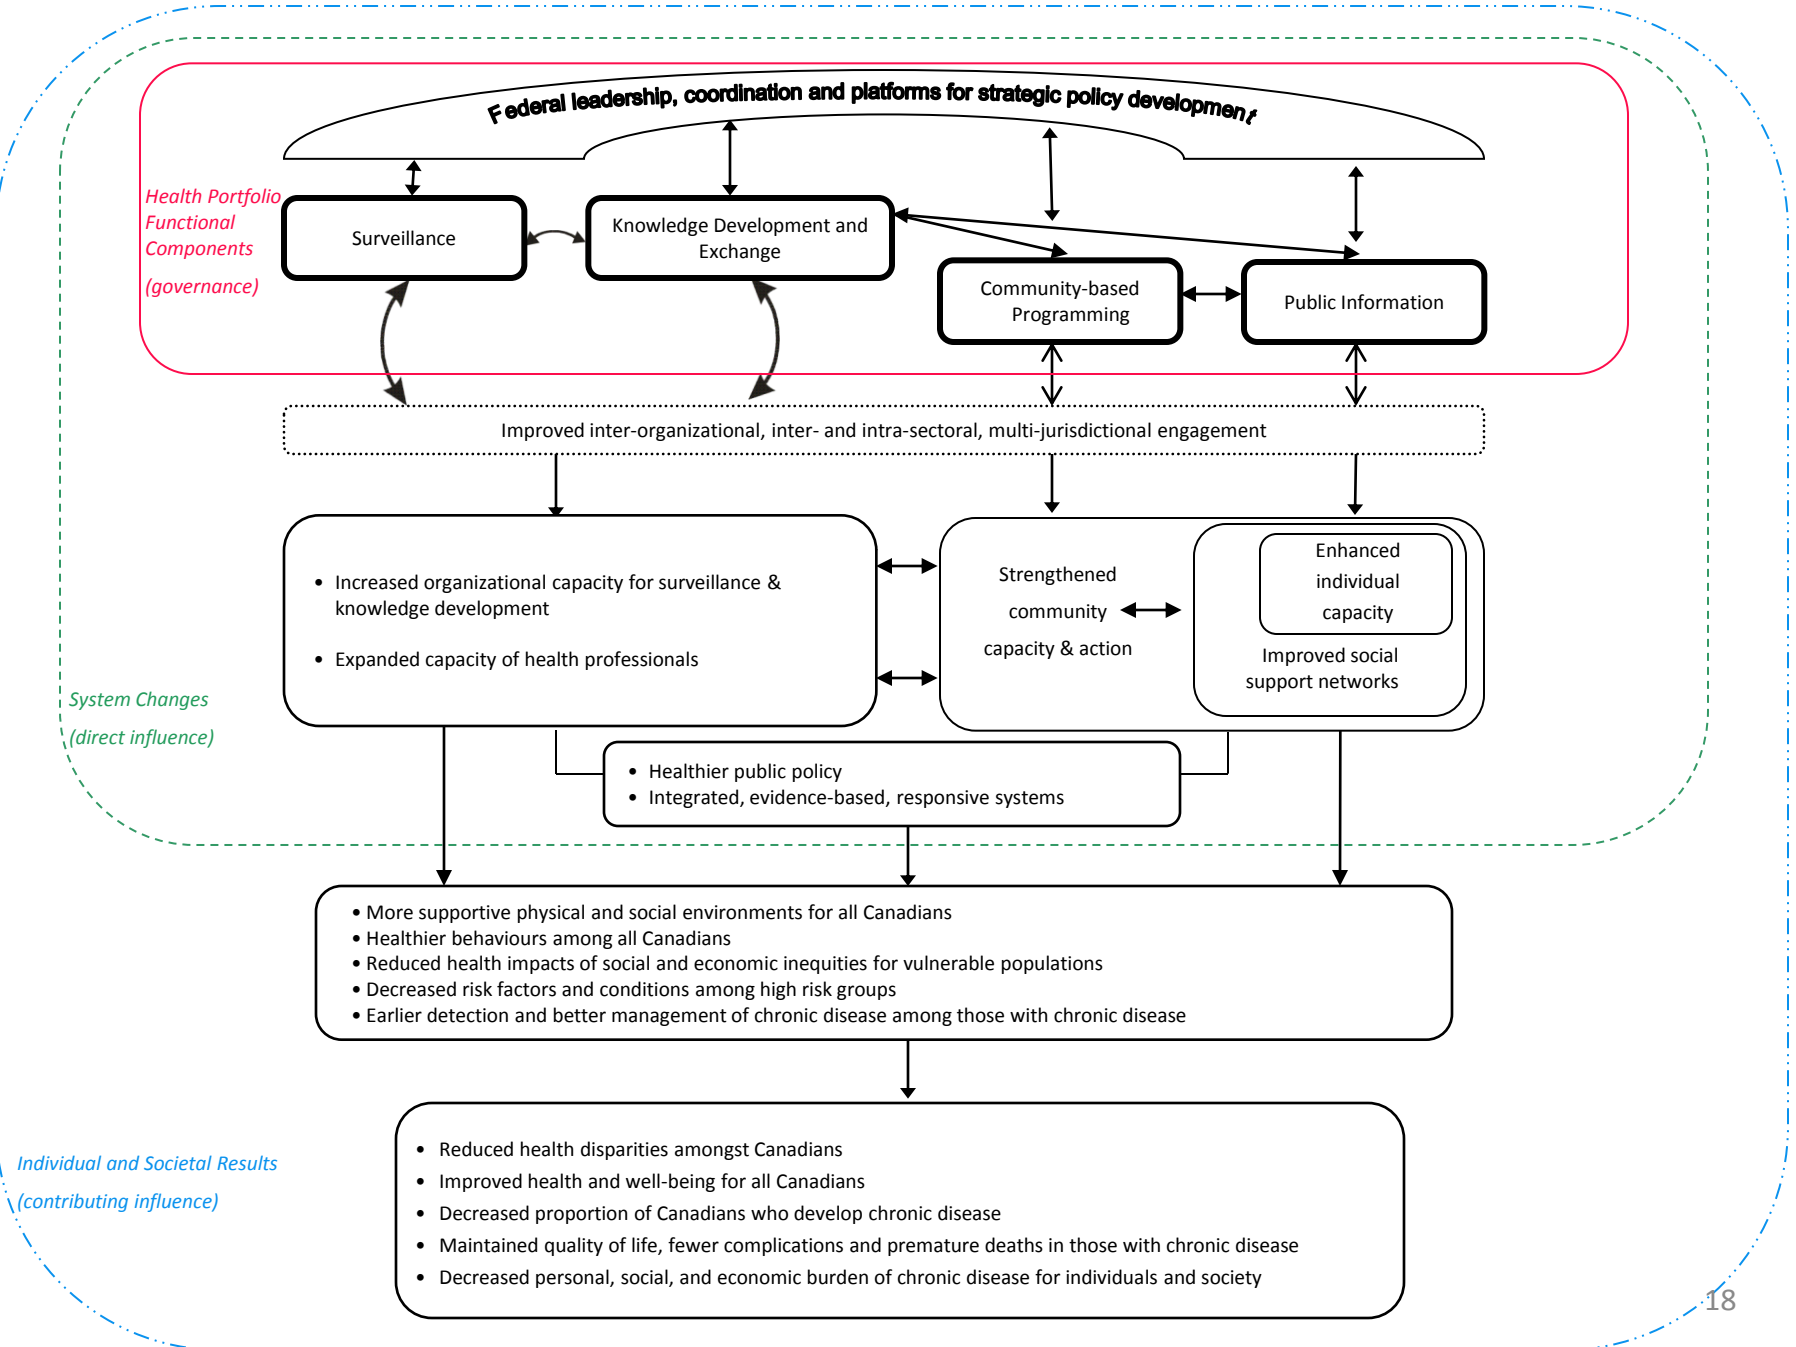 Federal leadership, coordination and platforms for strategic policy development
Health Portfolio
Functional
Components
(governance)
Surveillance
Knowledge Development and
Exchange
Community-based
Programming
Public Information
Improved inter-organizational, inter- and intra-sectoral, multi-jurisdictional engagement
• Increased organizational capacity for surveillance &
knowledge development
• Expanded capacity of health professionals
Strengthened
community
capacity & action
Enhanced
individual
capacity
Improved social
support networks
System Changes
(direct influence)
• Healthier public policy
• Integrated, evidence-based, responsive systems
• More supportive physical and social environments for all Canadians
• Healthier behaviours among all Canadians
• Reduced health impacts of social and economic inequities for vulnerable populations
• Decreased risk factors and conditions among high risk groups
• Earlier detection and better management of chronic disease among those with chronic disease
Individual and Societal Results
(contributing influence)
• Reduced health disparities amongst Canadians
• Improved health and well-being for all Canadians
• Decreased proportion of Canadians who develop chronic disease
• Maintained quality of life, fewer complications and premature deaths in those with chronic disease
• Decreased personal, social, and economic burden of chronic disease for individuals and society
18